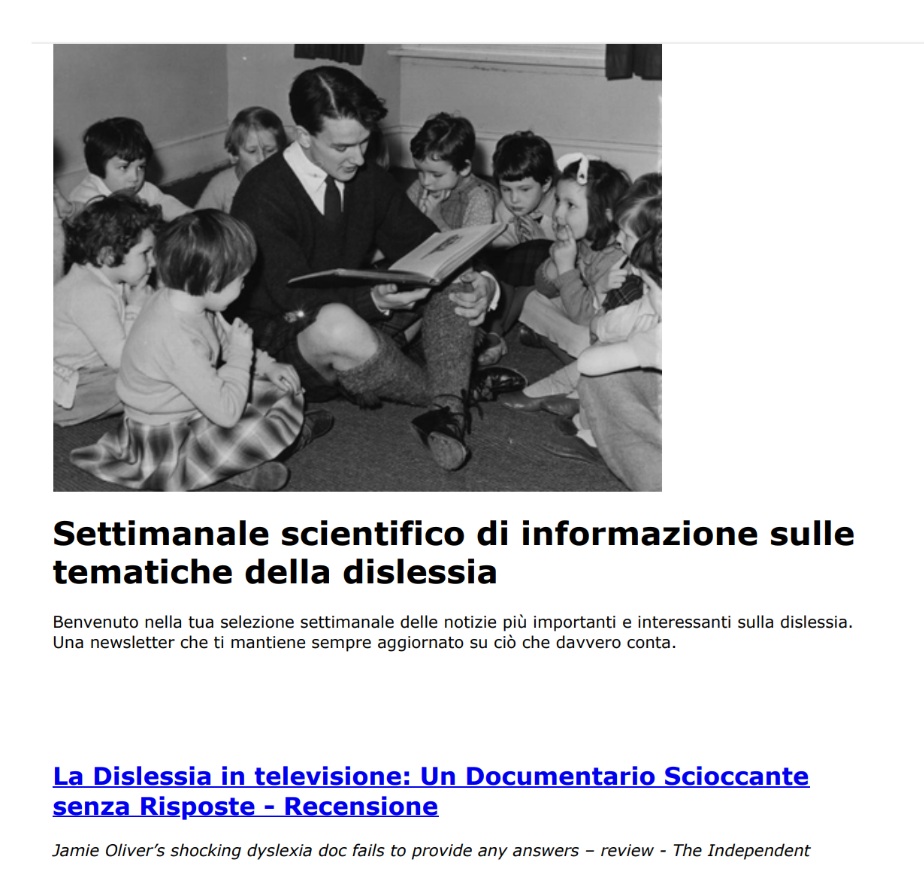 Settimanale scientifico di informazione sulle
tematiche della dislessia
Benvenuto nella tua selezione settimanale delle notizie più importanti e interessanti sulla dislessia.
Una newsletter che ti mantiene sempre aggiornato su ciò che davvero conta.
La Dislessia in televisione: Un Documentario Scioccante
senza Risposte - Recensione
Jamie Oliver’s shocking dyslexia doc fails to provide any answers – review - The Independent